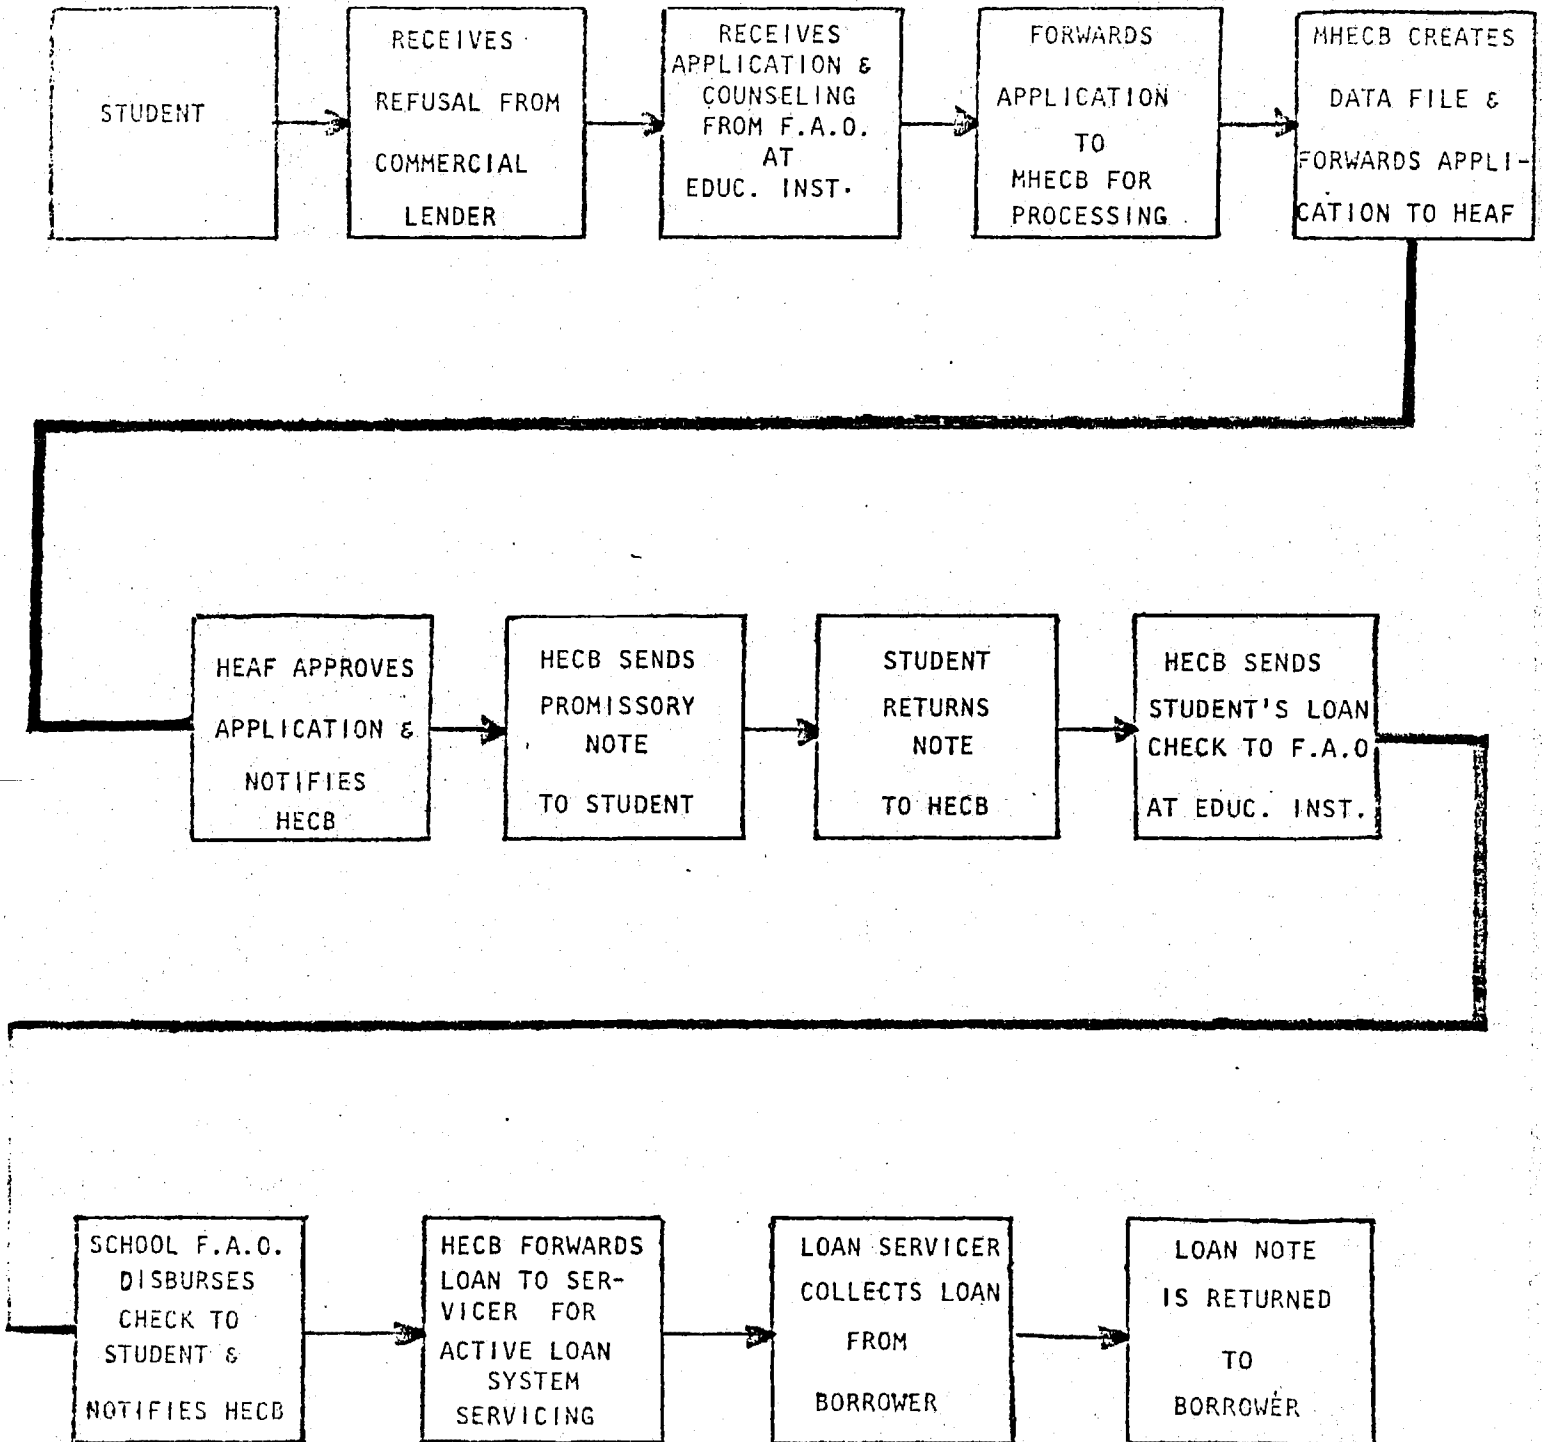 STUDENT
RECEIVES
REFUSAL FROM
COMMERCIAL
LENDER
RECEIVES
APPLICATION &
COUNSELING
FROM F.A.O.
AT
EDUC. INST.
FORWARDS
APPLICATION
TO
MHECB FOR
PROCESSING
MHECB CREATES
DATA FILE &
FORWARDS APPLI-
CATION TO HEAF
HEAF APPROVES
APPLICATION &
NOTIFIES
HECB
HECB SENDS
PROMISSORY
NOTE
TO STUDENT
STUDENT
RETURNS
NOTE
TO HECB
HECB SENDS
STUDENT'S LOAN
CHECK TO F.A.O
AT EDUC. INST.
SCHOOL F.A.O.
DISBURSES
CHECK TO
STUDENT &
NOTIFIES HECB
HECB FORWARDS
LOAN TO SER-
VICER FOR
ACTIVE LOAN
SYSTEM
SERVICING
LOAN SERVICER
COLLECTS LOAN
FROM
BORROWER
LOAN NOTE
IS RETURNED
TO
BORROWER